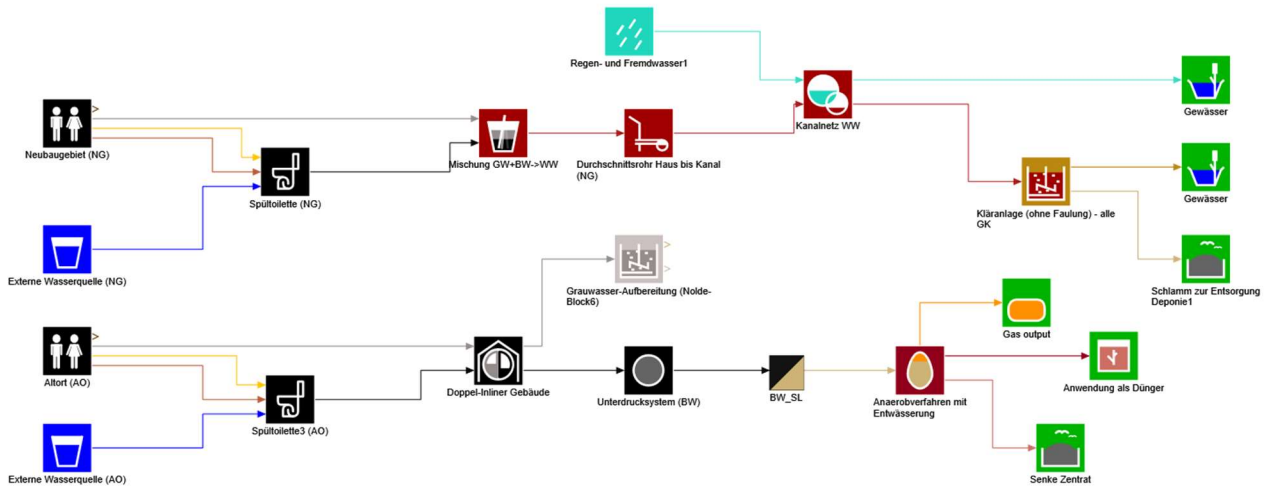 Regen- und Fremdwasser1
Gewässer
Kanalnetz WW
Neubaugebiet (NG)
Mischung GW+BW->WW
Durchschnittsrohr Haus bis Kanal
(NG)
Spültoilette (NG)
Gewässer
Kläranlage (ohne Faulung) - alle
GK
Externe Wasserquelle (NG)
Grauwasser-Aufbereitung (Nolde-
Block6)
Schlamm zur Entsorgung
Deponie1
Gas output
Altort (AO)
Doppel-Inliner Gebäude
Unterdrucksystem (BW)
BW_SL
Anaerobverfahren mit
Entwässerung
Anwendung als Dünger
Spültoilette3 (AO)
Externe Wasserquelle (AO)
Senke Zentrat